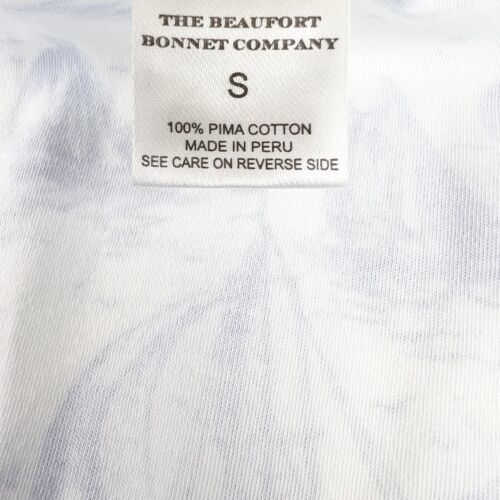 THE BEAUFORT
BONNET COMPANY
S
100% PIMA COTTON
MADE IN PERU
SEE CARE ON REVERSE SIDE